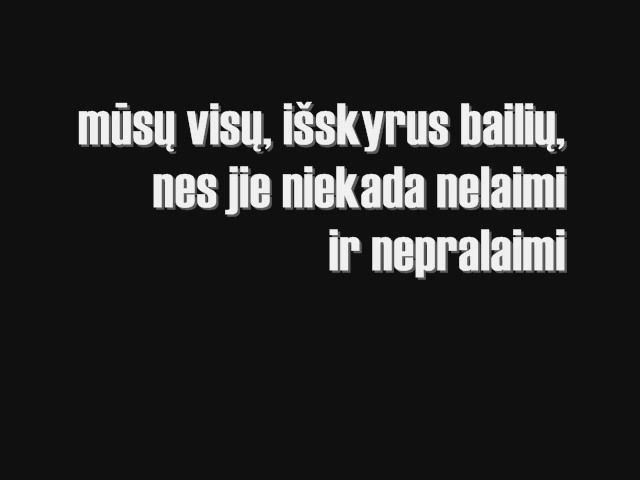 mūsų visų, išskyrus bailių,
nes jie niekada nelaimi
ir nepralaimi